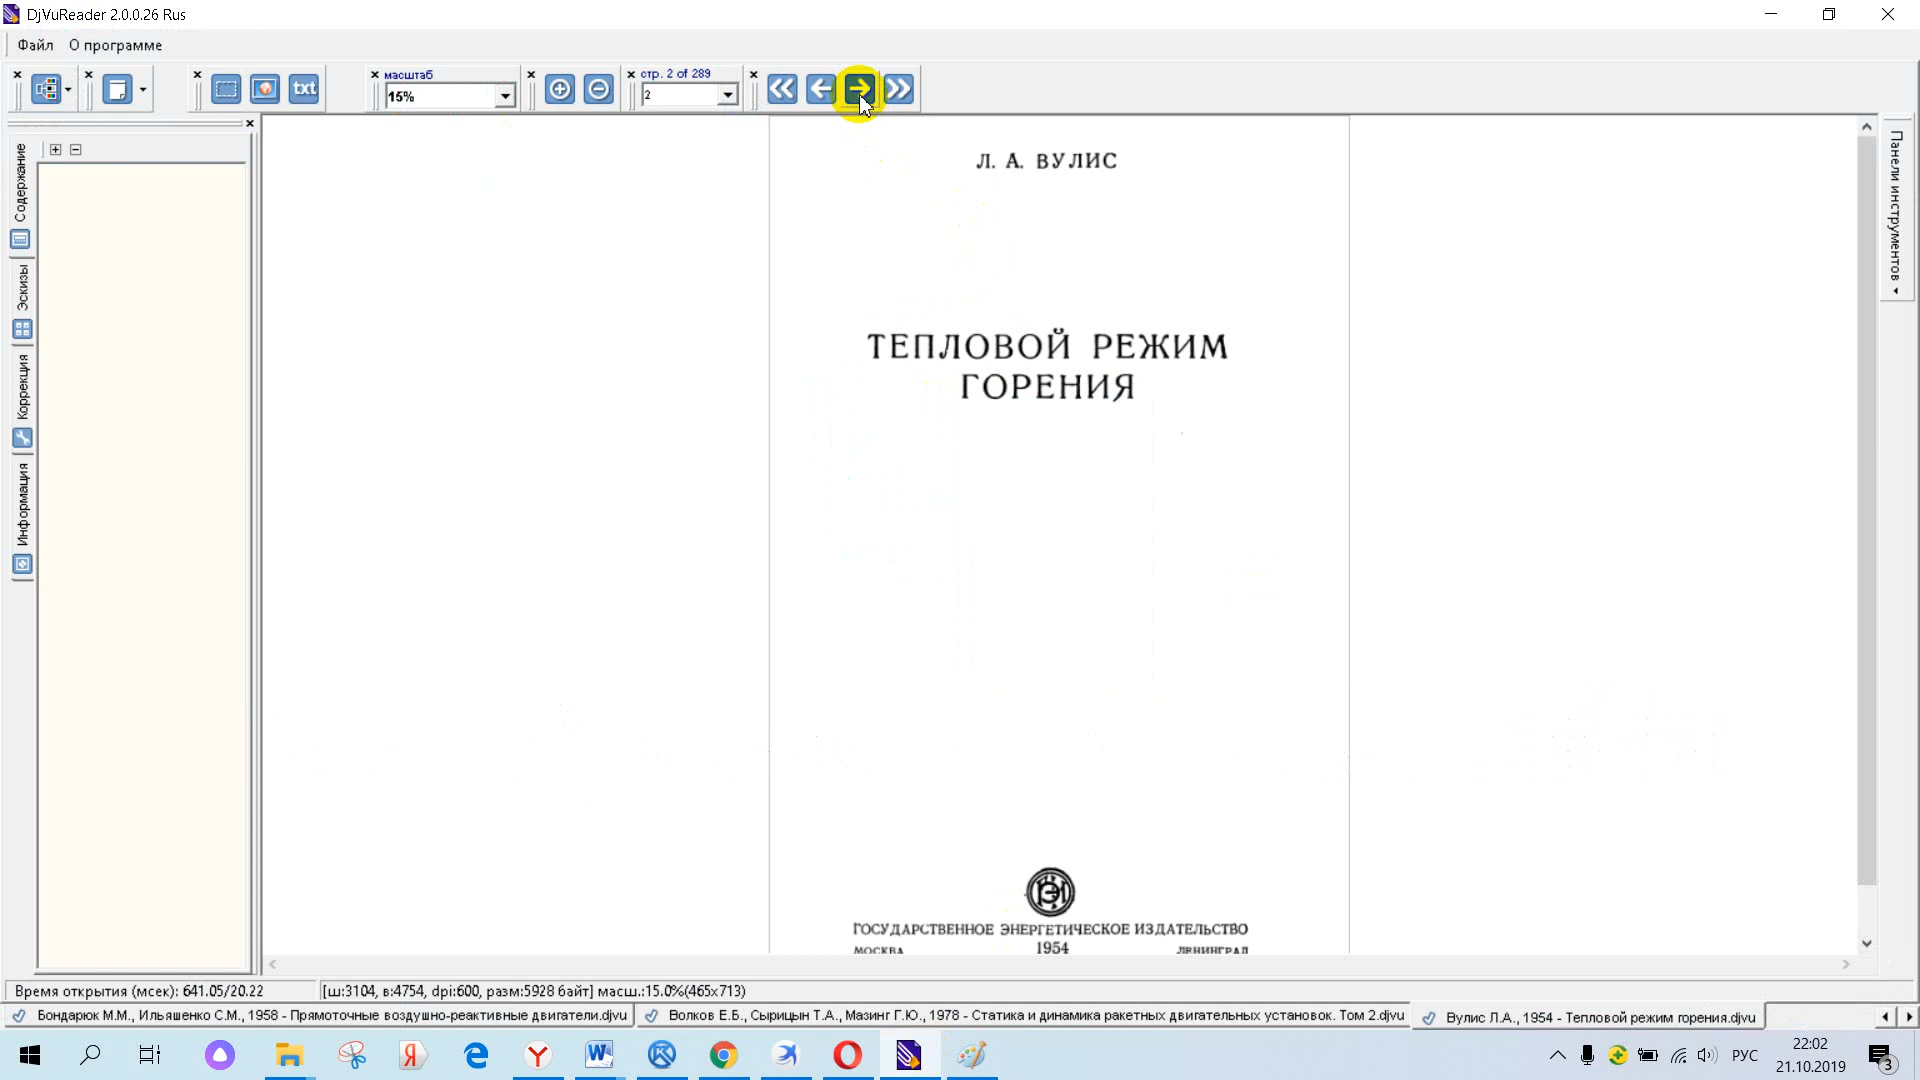 DjVuReader 2.0.0.26 Rus
Файл О программе
txt
масштаб
15%
стр. 2 of 289
2
Содержание
Эскизы
Коррекция
Информация
Панели инструментов
Л. А. ВУЛИС
ТЕПЛОВОЙ РЕЖИМ
ГОРЕНИЯ
ГОСУДАРСТВЕННОЕ ЭНЕРГЕТИЧЕСКОЕ ИЗДАТЕЛЬСТВО
МОСКВА 1954 ЛЕНИНГРАД
Время открытия (мсек): 641.05/20.22
[ш:3104, в:4754, dpi:600, разм:5928 байт] масш.:15.0%(465x713)
Бондарюк М.М., Ильяшенко С.М., 1958 - Прямоточные воздушно-реактивные двигатели.djvu
Волков Е.Б., Сырицын Т.А., Мазинг Г.Ю., 1978 - Статика и динамика ракетных двигательных установок. Том 2.djvu
Вулис Л.А., 1954 - Тепловой режим горения.djvu
РУС
22:02
21.10.2019
3